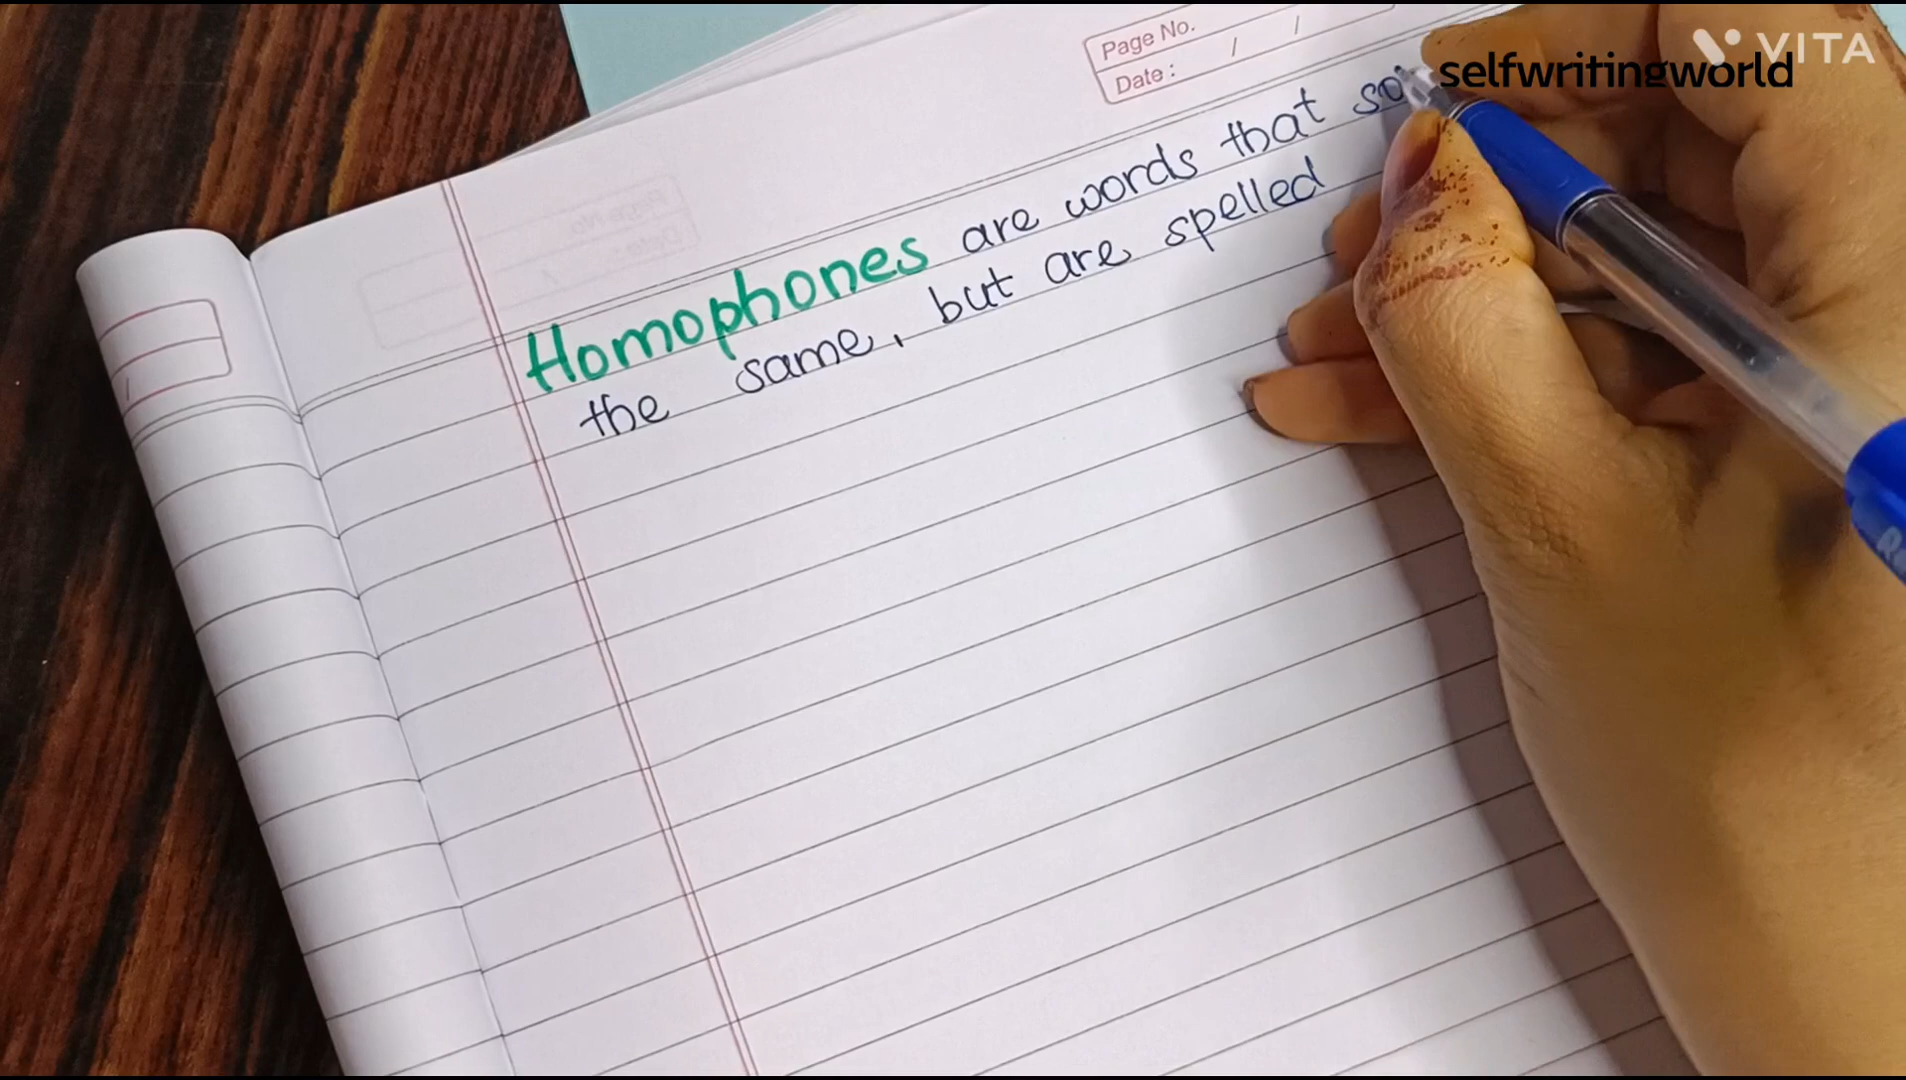 Page No.
Date : / /
VITA
selfwritingworld
Homophones are words that so
the same, but are spelled